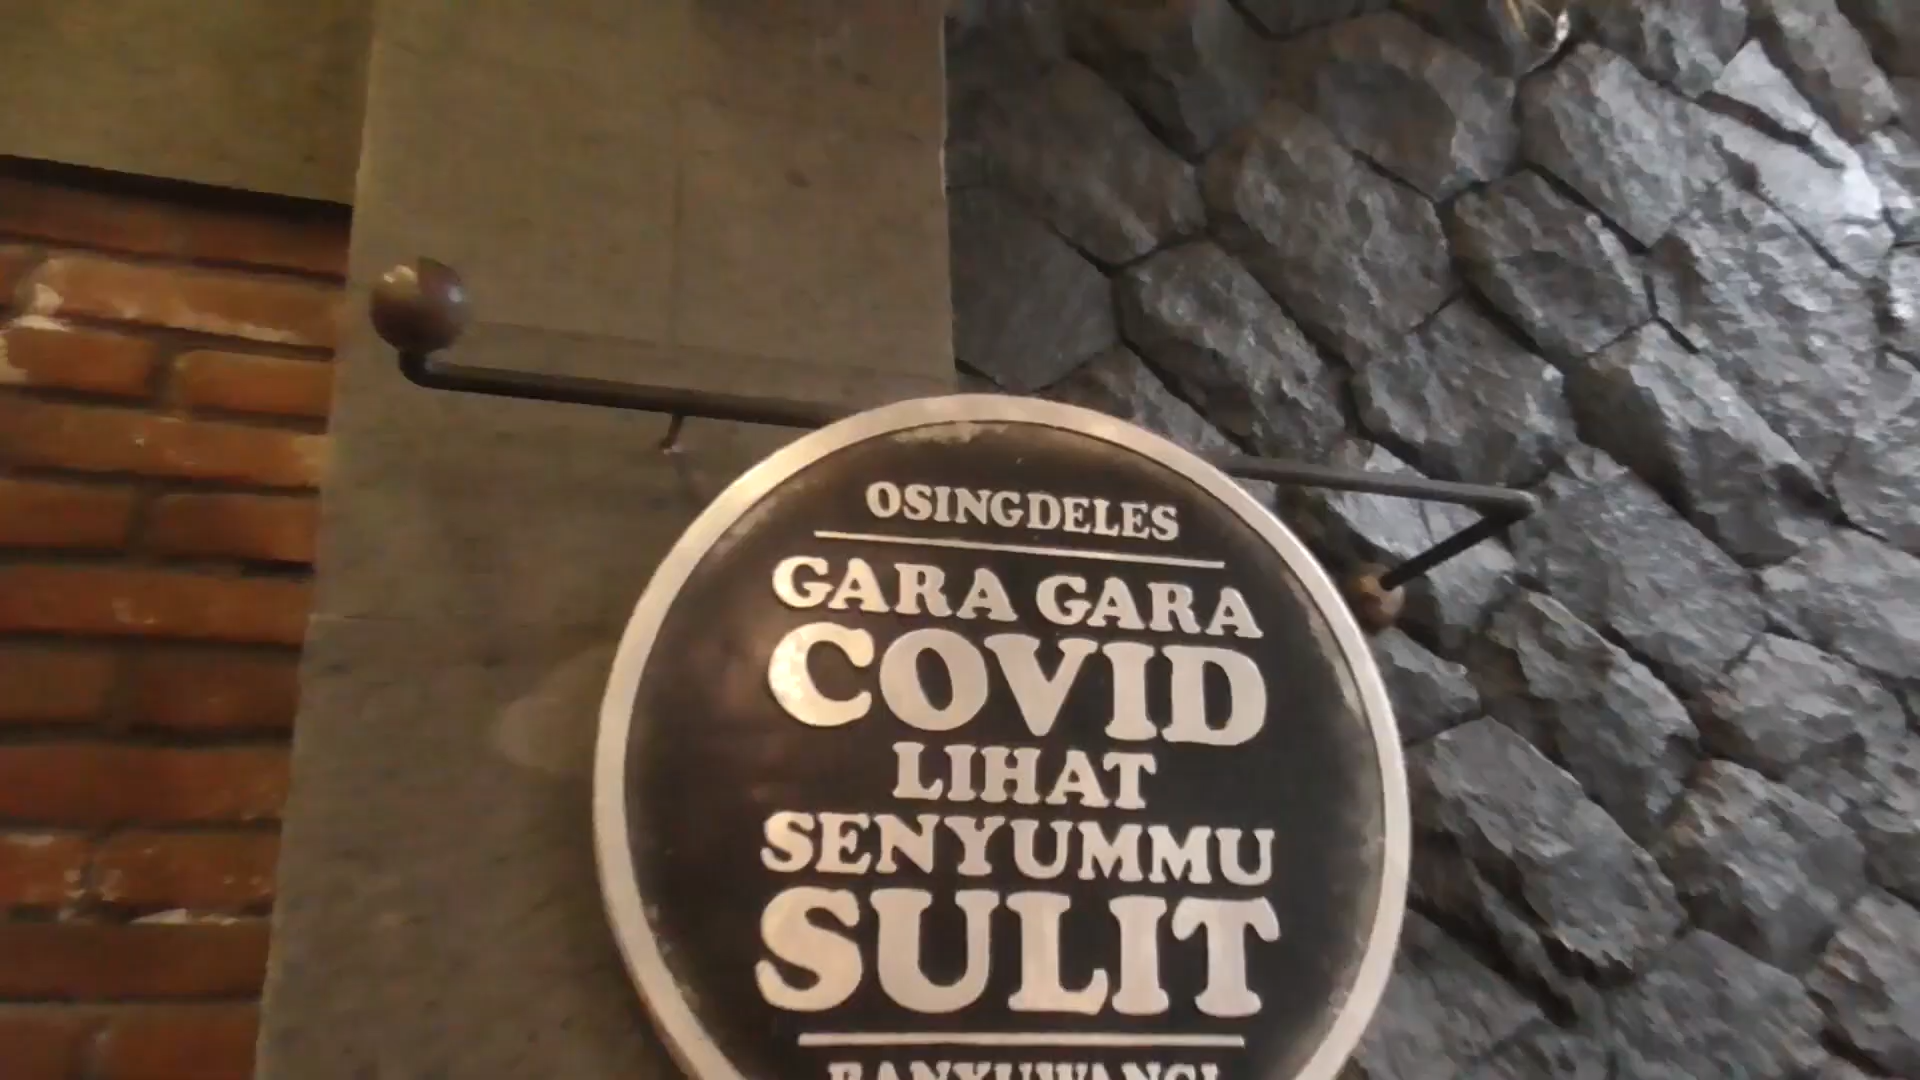 OSINGDELES
GARA GARA
COVID
LIHAT
SENYUMMU
SULIT
BANYUWANGI